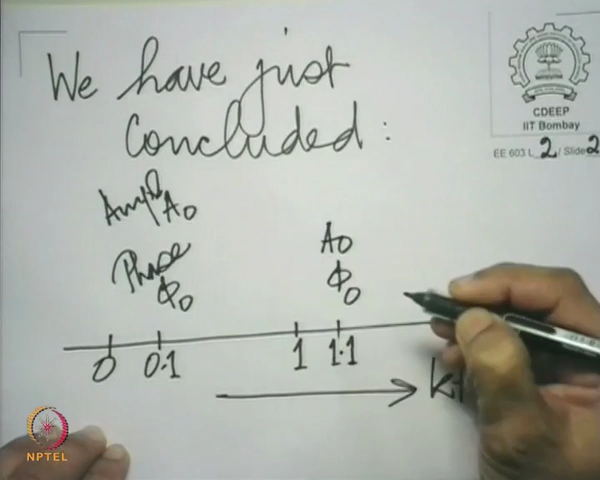 We have just
Concluded :
CDEEP
IIT Bombay
EE 603 L 2 / Slide 2
Ampl A0
Phase
Φ0
A0
Φ0
0 0.1 1 1.1
NPTEL